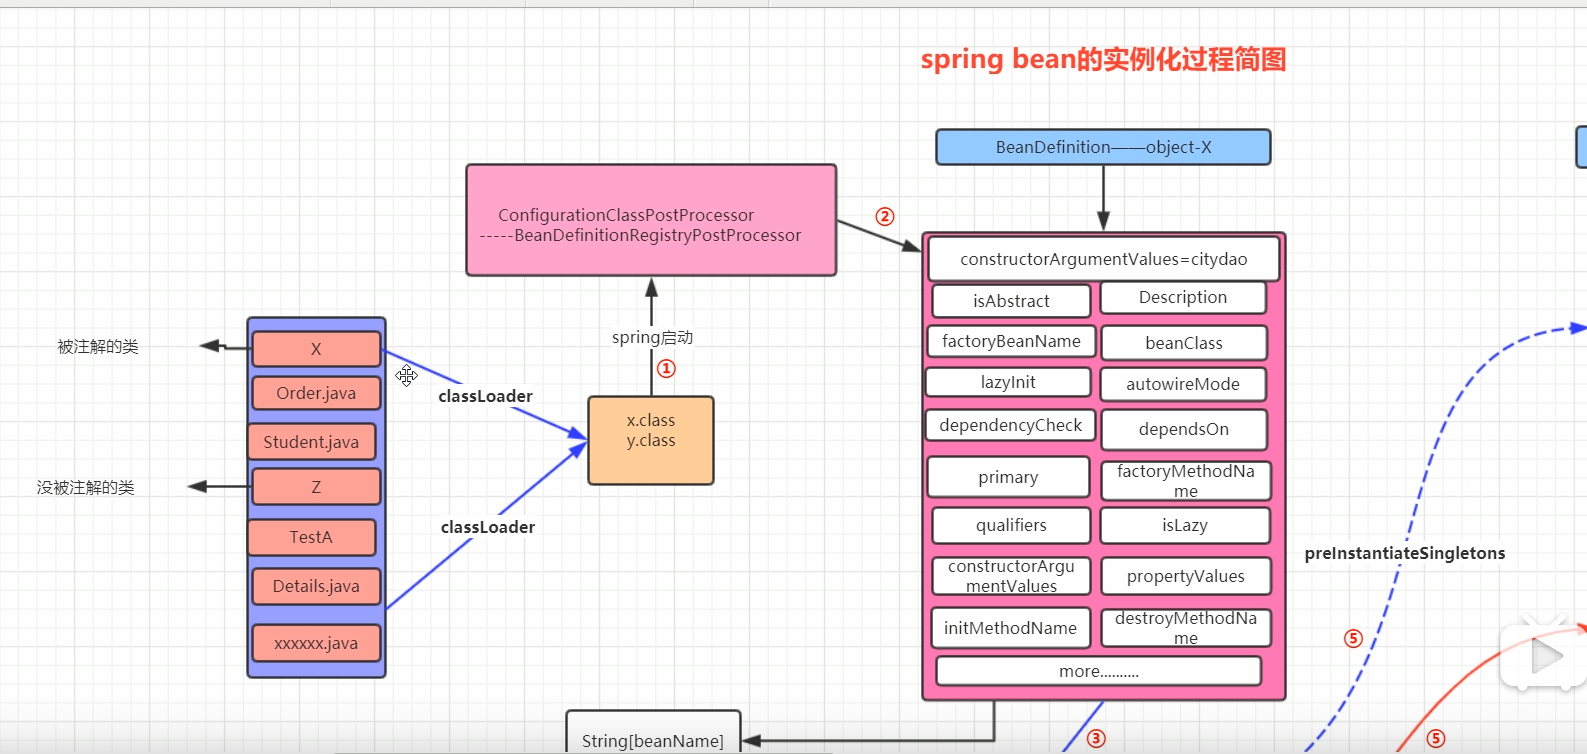 spring bean的实例化过程简图
BeanDefinition——object-X
ConfigurationClassPostProcessor
-----BeanDefinitionRegistryPostProcessor
②
constructorArgumentValues=citydao
isAbstract
Description
factoryBeanName
beanClass
lazyInit
autowireMode
dependencyCheck
dependsOn
primary
factoryMethodNa
me
qualifiers
isLazy
constructorArgu
mentValues
propertyValues
initMethodName
destroyMethodNa
me
more..........
spring启动
①
被注解的类
X
Order.java
classLoader
x.class
y.class
Student.java
没被注解的类
Z
TestA
classLoader
Details.java
xxxxxx.java
preInstantiateSingletons
⑤
String[beanName]
③
⑤